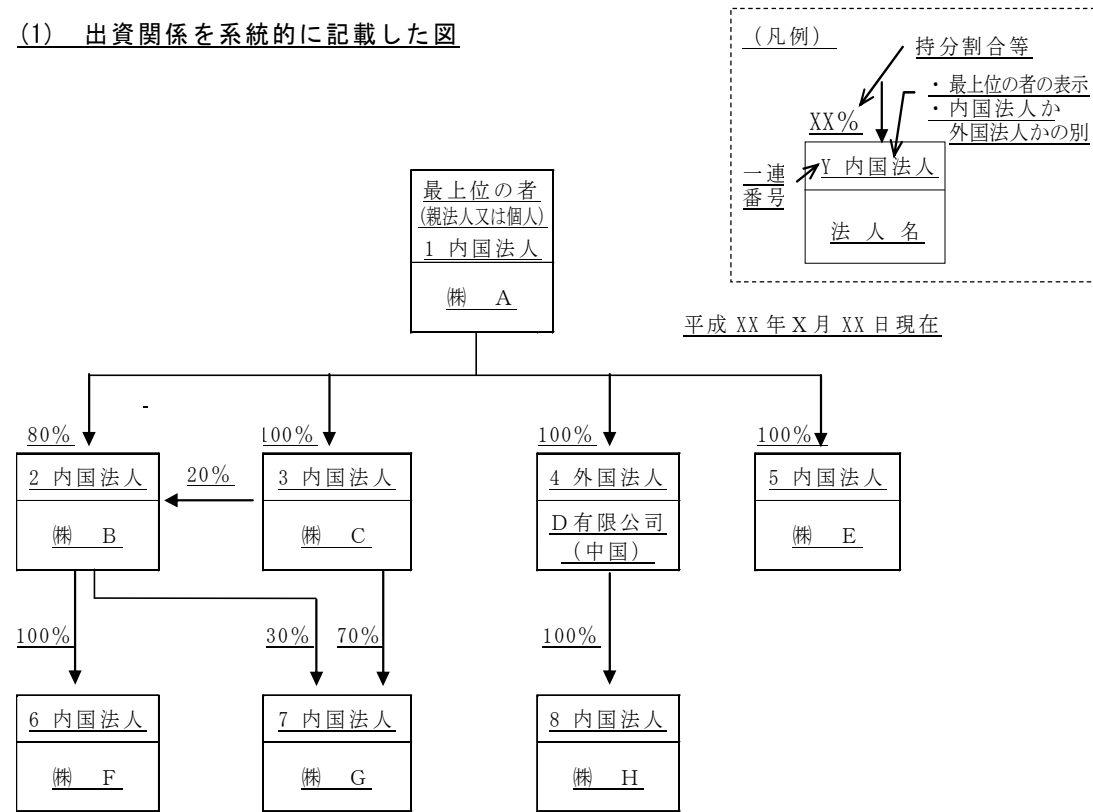 (1) 出資関係を系統的に記載した図
(凡例)
持分割合等
・最上位の者の表示
・内国法人か
外国法人かの別
XX%
一連
番号
Y 内国法人
法 人 名
最上位の者
(親法人又は個人)
1 内国法人
㈱ A
平成 XX 年 X 月 XX 日現在
80%
100%
100%
100%
2 内国法人
20%
3 内国法人
4 外国法人
5 内国法人
㈱ B
㈱ C
D有限公司
(中国)
㈱ E
100%
30%
70%
100%
6 内国法人
7 内国法人
8 内国法人
㈱ F
㈱ G
㈱ H